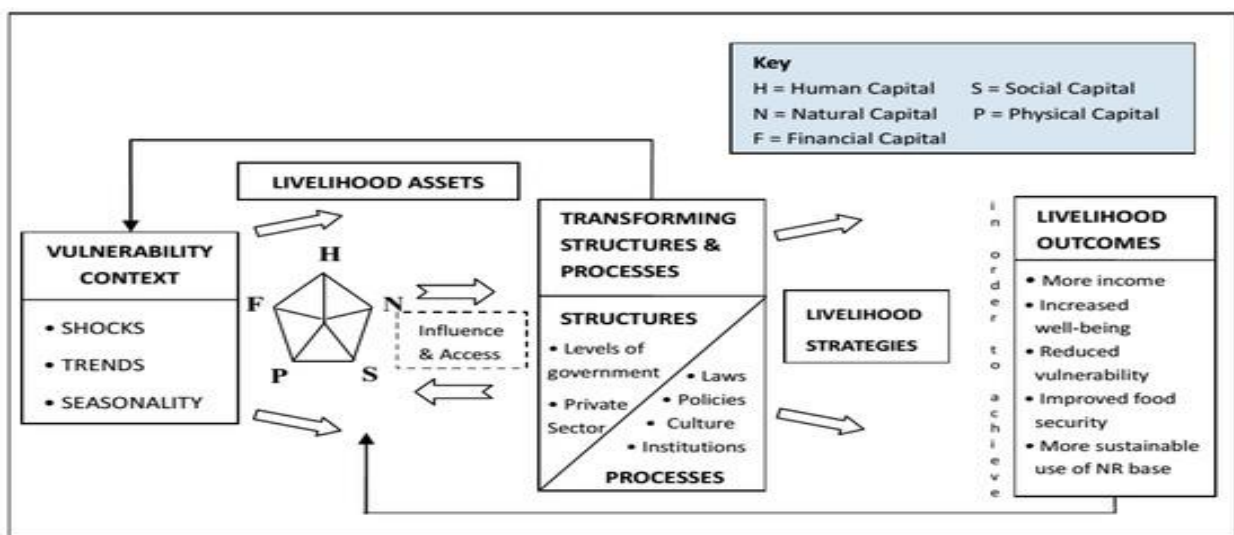 Key
H = Human Capital S = Social Capital
N = Natural Capital P = Physical Capital
F = Financial Capital
LIVELIHOOD ASSETS
VULNERABILITY
CONTEXT
• SHOCKS
• TRENDS
• SEASONALITY
H
F
N
P
S
Influence
& Access
TRANSFORMING
STRUCTURES &
PROCESSES
STRUCTURES
• Levels of
government
• Private
Sector
• Laws
• Policies
• Culture
• Institutions
PROCESSES
LIVELIHOOD
STRATEGIES
in order to achieve
LIVELIHOOD
OUTCOMES
• More income
• Increased
well-being
• Reduced
vulnerability
• Improved food
security
• More sustainable
use of NR base